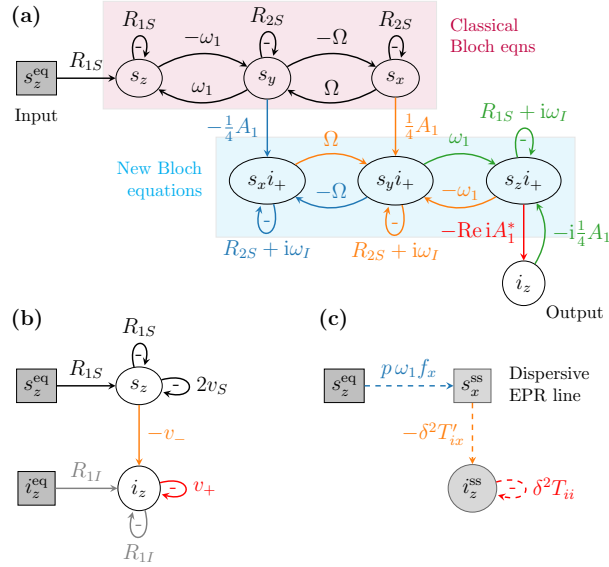 (a)
Classical
Bloch eqns
R_{1S}
R_{2S}
R_{2S}
-
-
-
s_z^{eq}
R_{1S}
s_z
−ω_1
ω_1
s_y
−Ω
Ω
s_x
Input
−¼A_1
¼A_1
R_{1S} + iω_I
-
New Bloch
equations
s_x i_+
Ω
−Ω
s_y i_+
ω_1
−ω_1
s_z i_+
-
-
R_{2S} + iω_I
R_{2S} + iω_I
−Re iA_1^*
−i¼A_1
i_z
Output
(b)
R_{1S}
-
s_z^{eq}
R_{1S}
s_z
-
2v_S
−v_−
i_z^{eq}
R_{1I}
i_z
-
v_+
-
R_{1I}
(c)
s_z^{eq}
p ω_1 f_x
s_x^{ss}
Dispersive
EPR line
−δ²T′_{ix}
i_z^{ss}
-
δ²T_{ii}